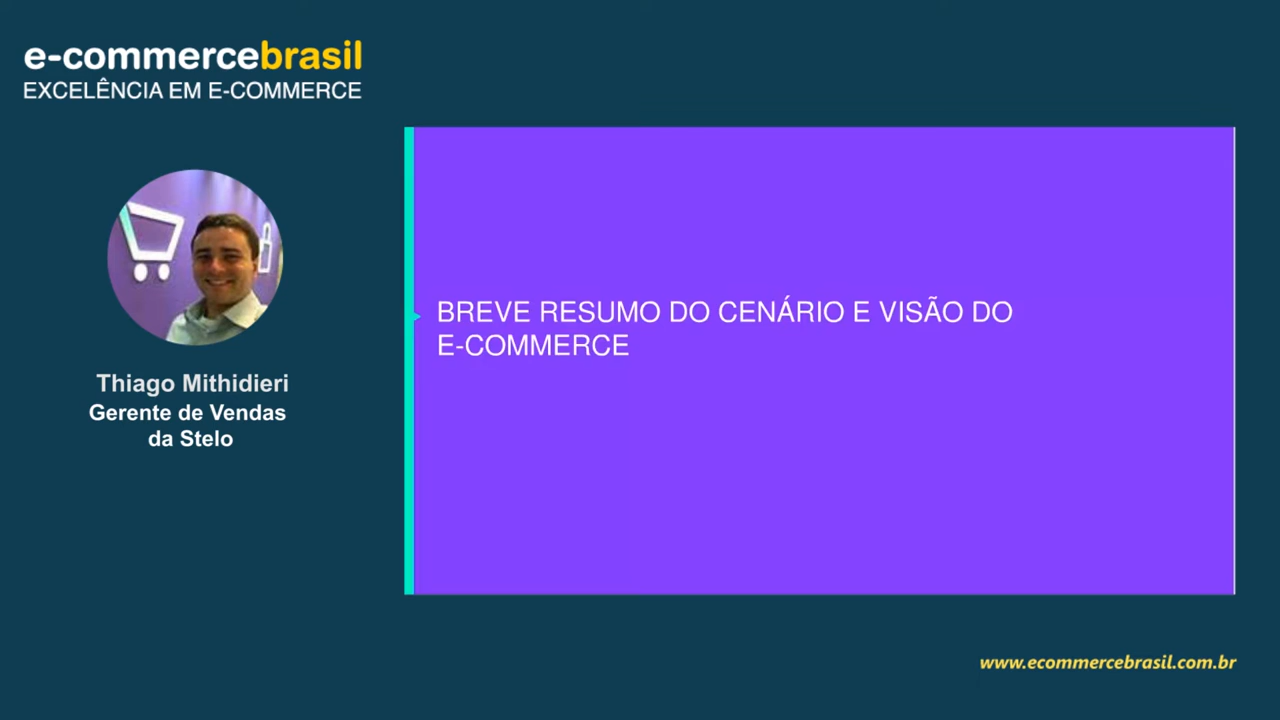 e-commercebrasil
EXCELÊNCIA EM E-COMMERCE
Thiago Mithidieri
Gerente de Vendas
da Stelo
BREVE RESUMO DO CENÁRIO E VISÃO DO
E-COMMERCE
www.ecommercebrasil.com.br